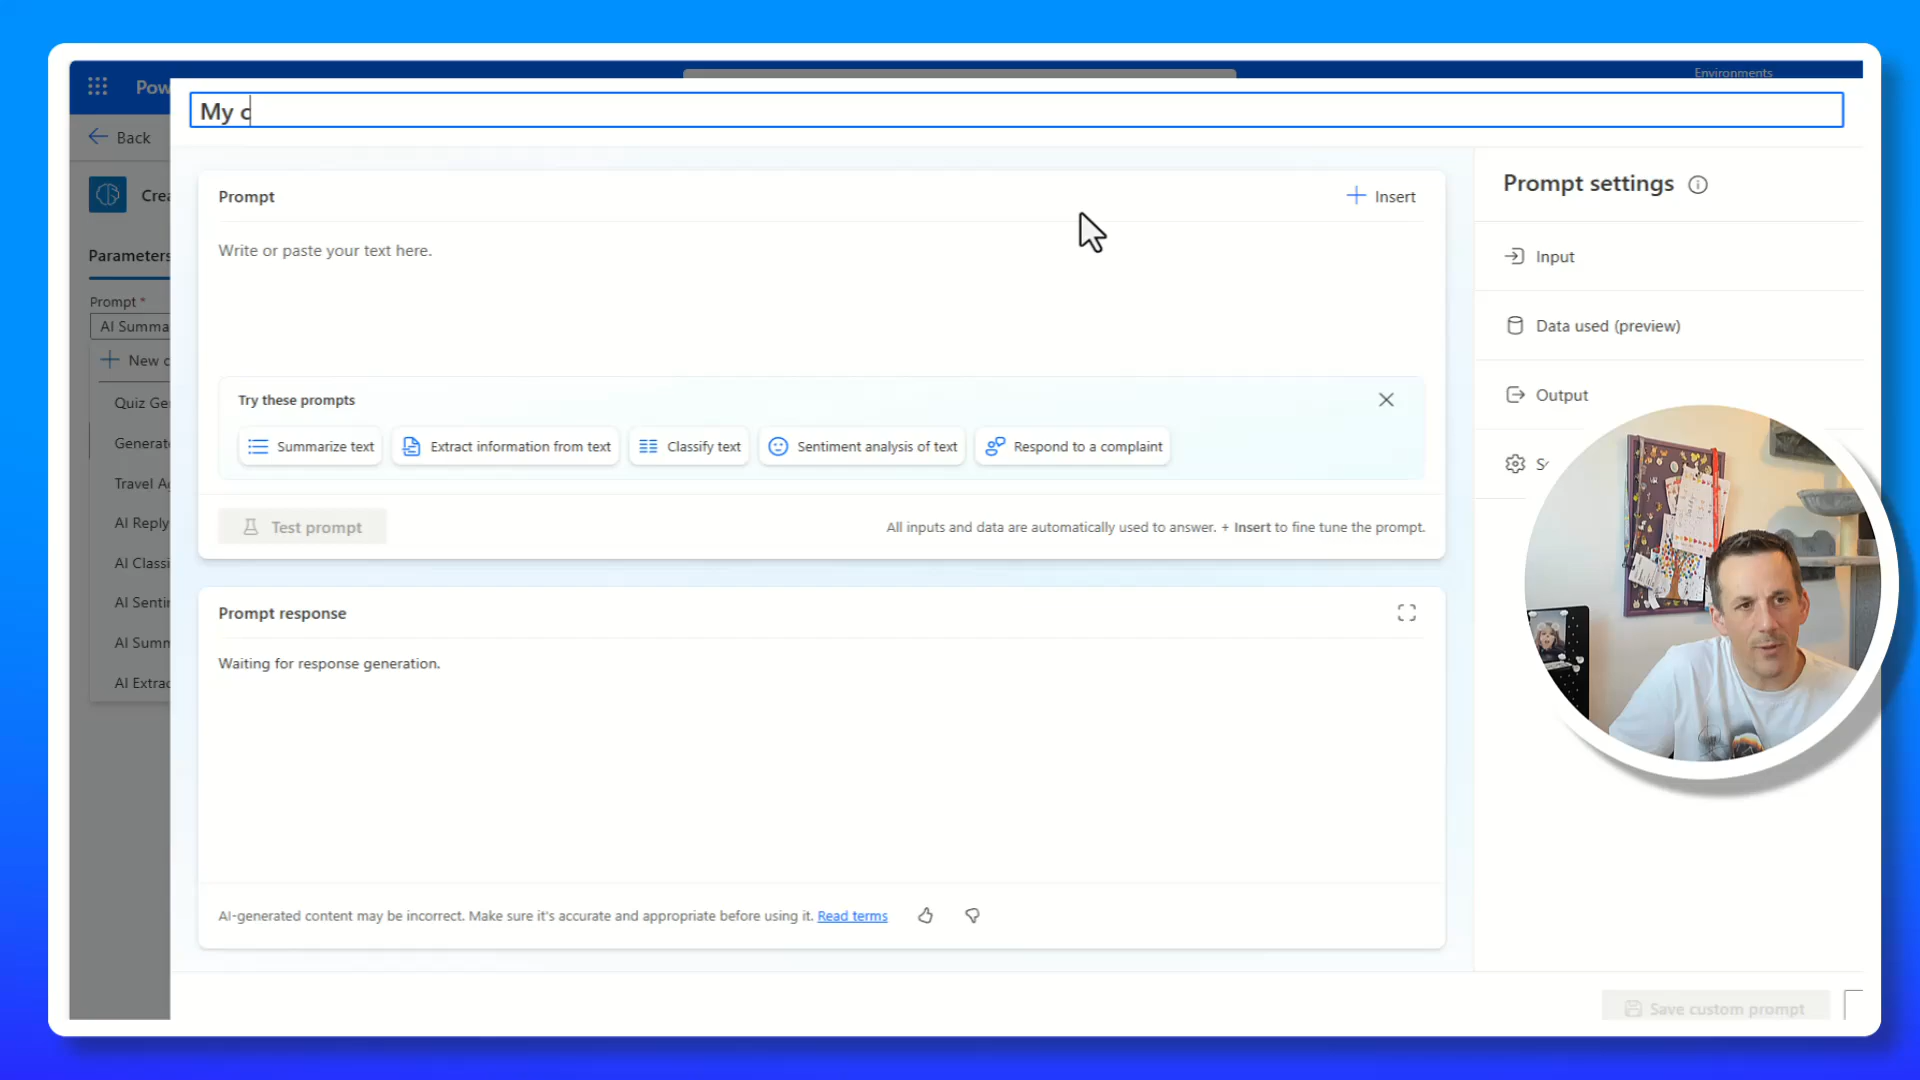 Environments
Pow
My c
Back
Crea
Prompt
Insert
Prompt settings
Write or paste your text here.
Parameters
Input
Prompt *
AI Summa
Data used (preview)
New c
Try these prompts
Output
Quiz Ge
Summarize text
Extract information from text
Classify text
Sentiment analysis of text
Respond to a complaint
Generat
Travel A
AI Reply
Test prompt
All inputs and data are automatically used to answer. + Insert to fine tune the prompt.
AI Classi
AI Senti
Prompt response
AI Summ
Waiting for response generation.
AI Extrac
AI-generated content may be incorrect. Make sure it's accurate and appropriate before using it. Read terms
Save custom prompt